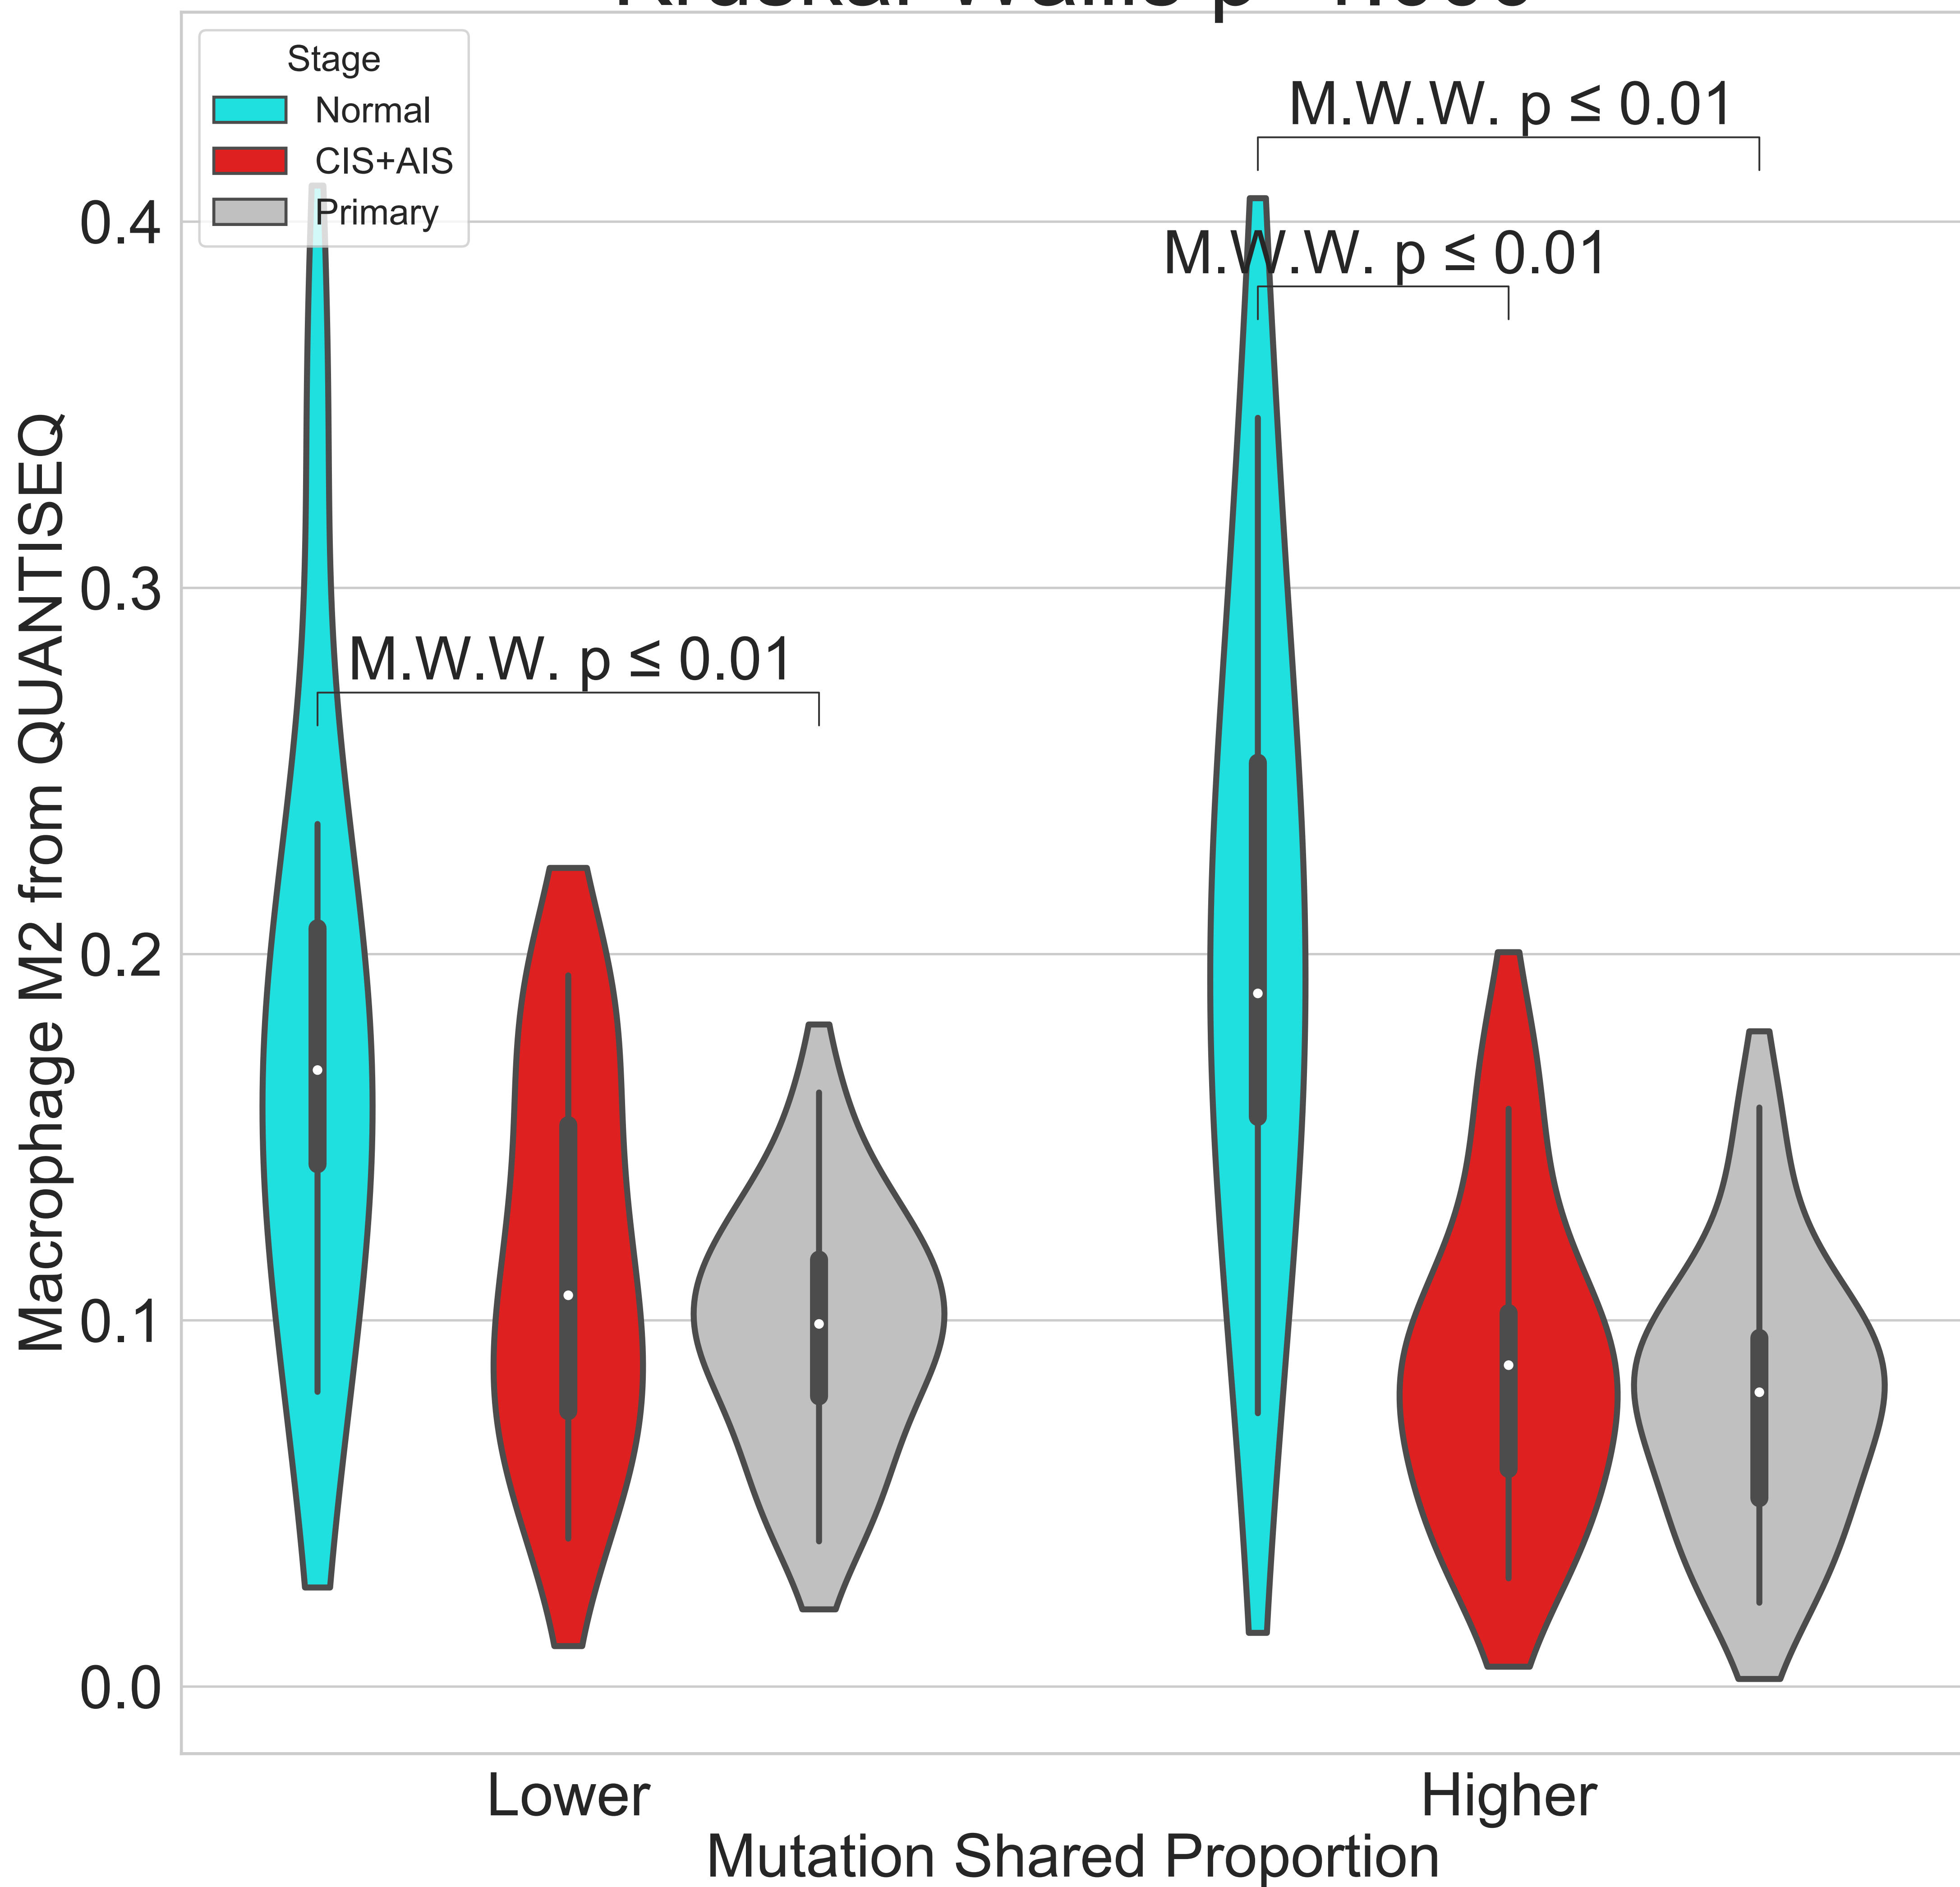 Stage
Normal
CIS+AIS
Primary
M.W.W. p ≤ 0.01
M.W.W. p ≤ 0.01
M.W.W. p ≤ 0.01
Macrophage M2 from QUANTISEQ
0.4
0.3
0.2
0.1
0.0
Lower
Higher
Mutation Shared Proportion